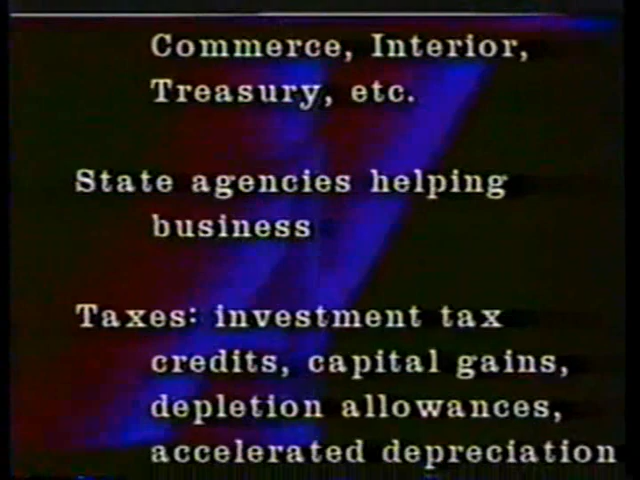 Commerce, Interior,
Treasury, etc.
State agencies helping
business
Taxes: investment tax
credits, capital gains,
depletion allowances,
accelerated depreciation